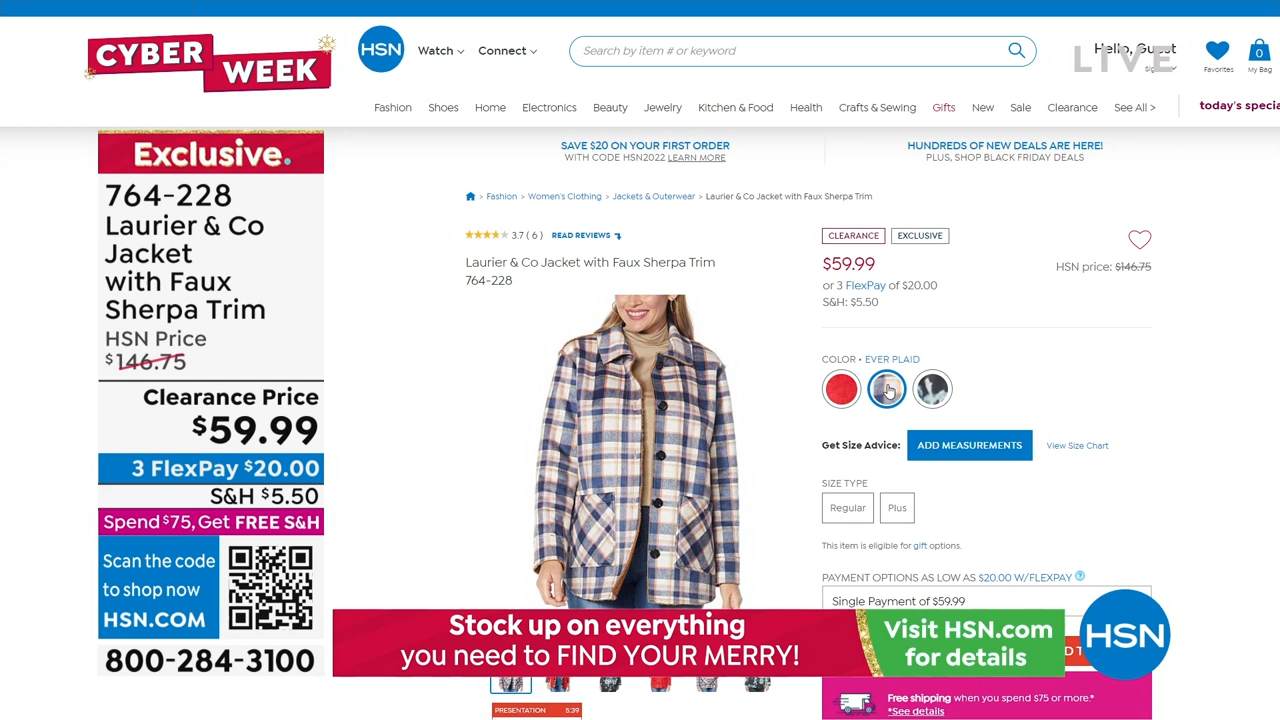 CYBER
WEEK
HSN
Watch
Connect
Search by item # or keyword
Hello, Guest
LIVE
Favorites
0
My Bag
Fashion
Shoes
Home
Electronics
Beauty
Jewelry
Kitchen & Food
Health
Crafts & Sewing
Gifts
New
Sale
Clearance
See All >
today's specia
Exclusive.
764-228
Laurier & Co
Jacket
with Faux
Sherpa Trim
HSN Price
$146.75
Clearance Price
$59.99
3 FlexPay $20.00
S&H $5.50
Spend $75, Get FREE S&H
Scan the code
to shop now
HSN.COM
800-284-3100
SAVE $20 ON YOUR FIRST ORDER
WITH CODE HSN2022 LEARN MORE
HUNDREDS OF NEW DEALS ARE HERE!
PLUS, SHOP BLACK FRIDAY DEALS
> Fashion > Women's Clothing > Jackets & Outerwear > Laurier & Co Jacket with Faux Sherpa Trim
3.7 ( 6 ) READ REVIEWS
Laurier & Co Jacket with Faux Sherpa Trim
764-228
CLEARANCE
EXCLUSIVE
$59.99
HSN price: $146.75
or 3 FlexPay of $20.00
S&H: $5.50
COLOR • EVER PLAID
Get Size Advice:
ADD MEASUREMENTS
View Size Chart
SIZE TYPE
Regular
Plus
This item is eligible for gift options.
PAYMENT OPTIONS AS LOW AS $20.00 W/FLEXPAY ?
Single Payment of $59.99
Stock up on everything
you need to FIND YOUR MERRY!
Visit HSN.com
for details
HSN
Free shipping when you spend $75 or more.*
*See details
PRESENTATION 5:39